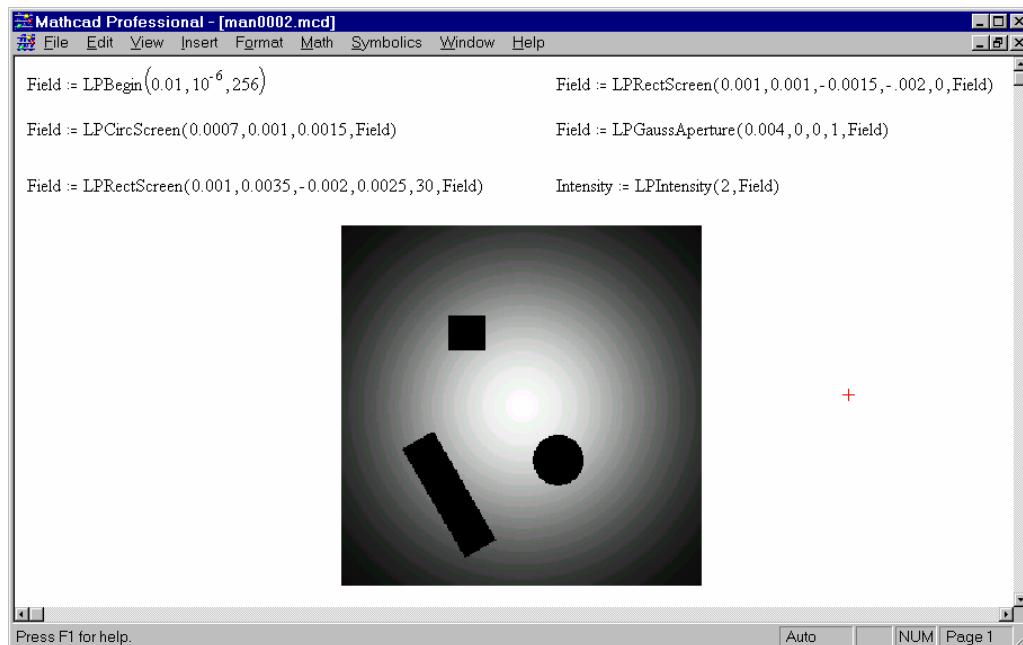 Mathcad Professional - [man0002.mcd]
File Edit View Insert Format Math Symbolics Window Help
Field := LPBegin(0.01, 10^-6, 256)
Field := LPRectScreen(0.001,0.001,-0.0015,-.002,0,Field)
Field := LPCircScreen(0.0007,0.001,0.0015,Field)
Field := LPGaussAperture(0.004,0,0,1,Field)
Field := LPRectScreen(0.001,0.0035,-0.002,0.0025,30,Field)
Intensity := LPIntensity(2,Field)
Press F1 for help.
Auto
NUM
Page 1